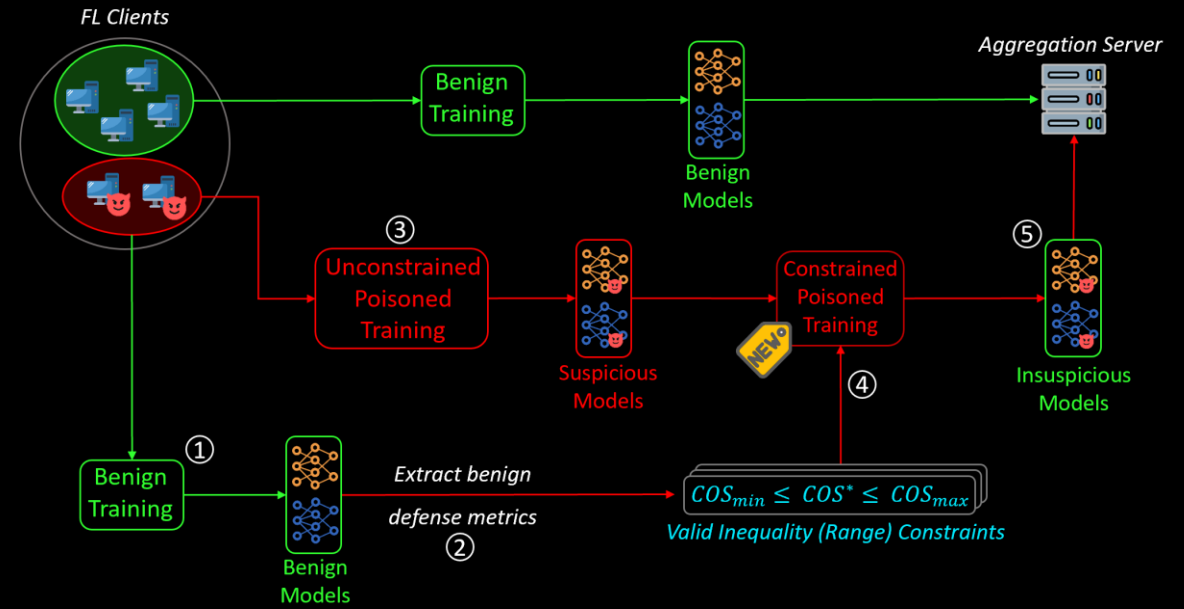 FL Clients
Aggregation Server
Benign
Training
Benign
Models
③
Unconstrained
Poisoned
Training
Suspicious
Models
Constrained
Poisoned
Training
NEW
④
⑤
Insuspicious
Models
①
Benign
Training
Benign
Models
Extract benign
defense metrics
②
COS_min ≤ COS* ≤ COS_max
Valid Inequality (Range) Constraints